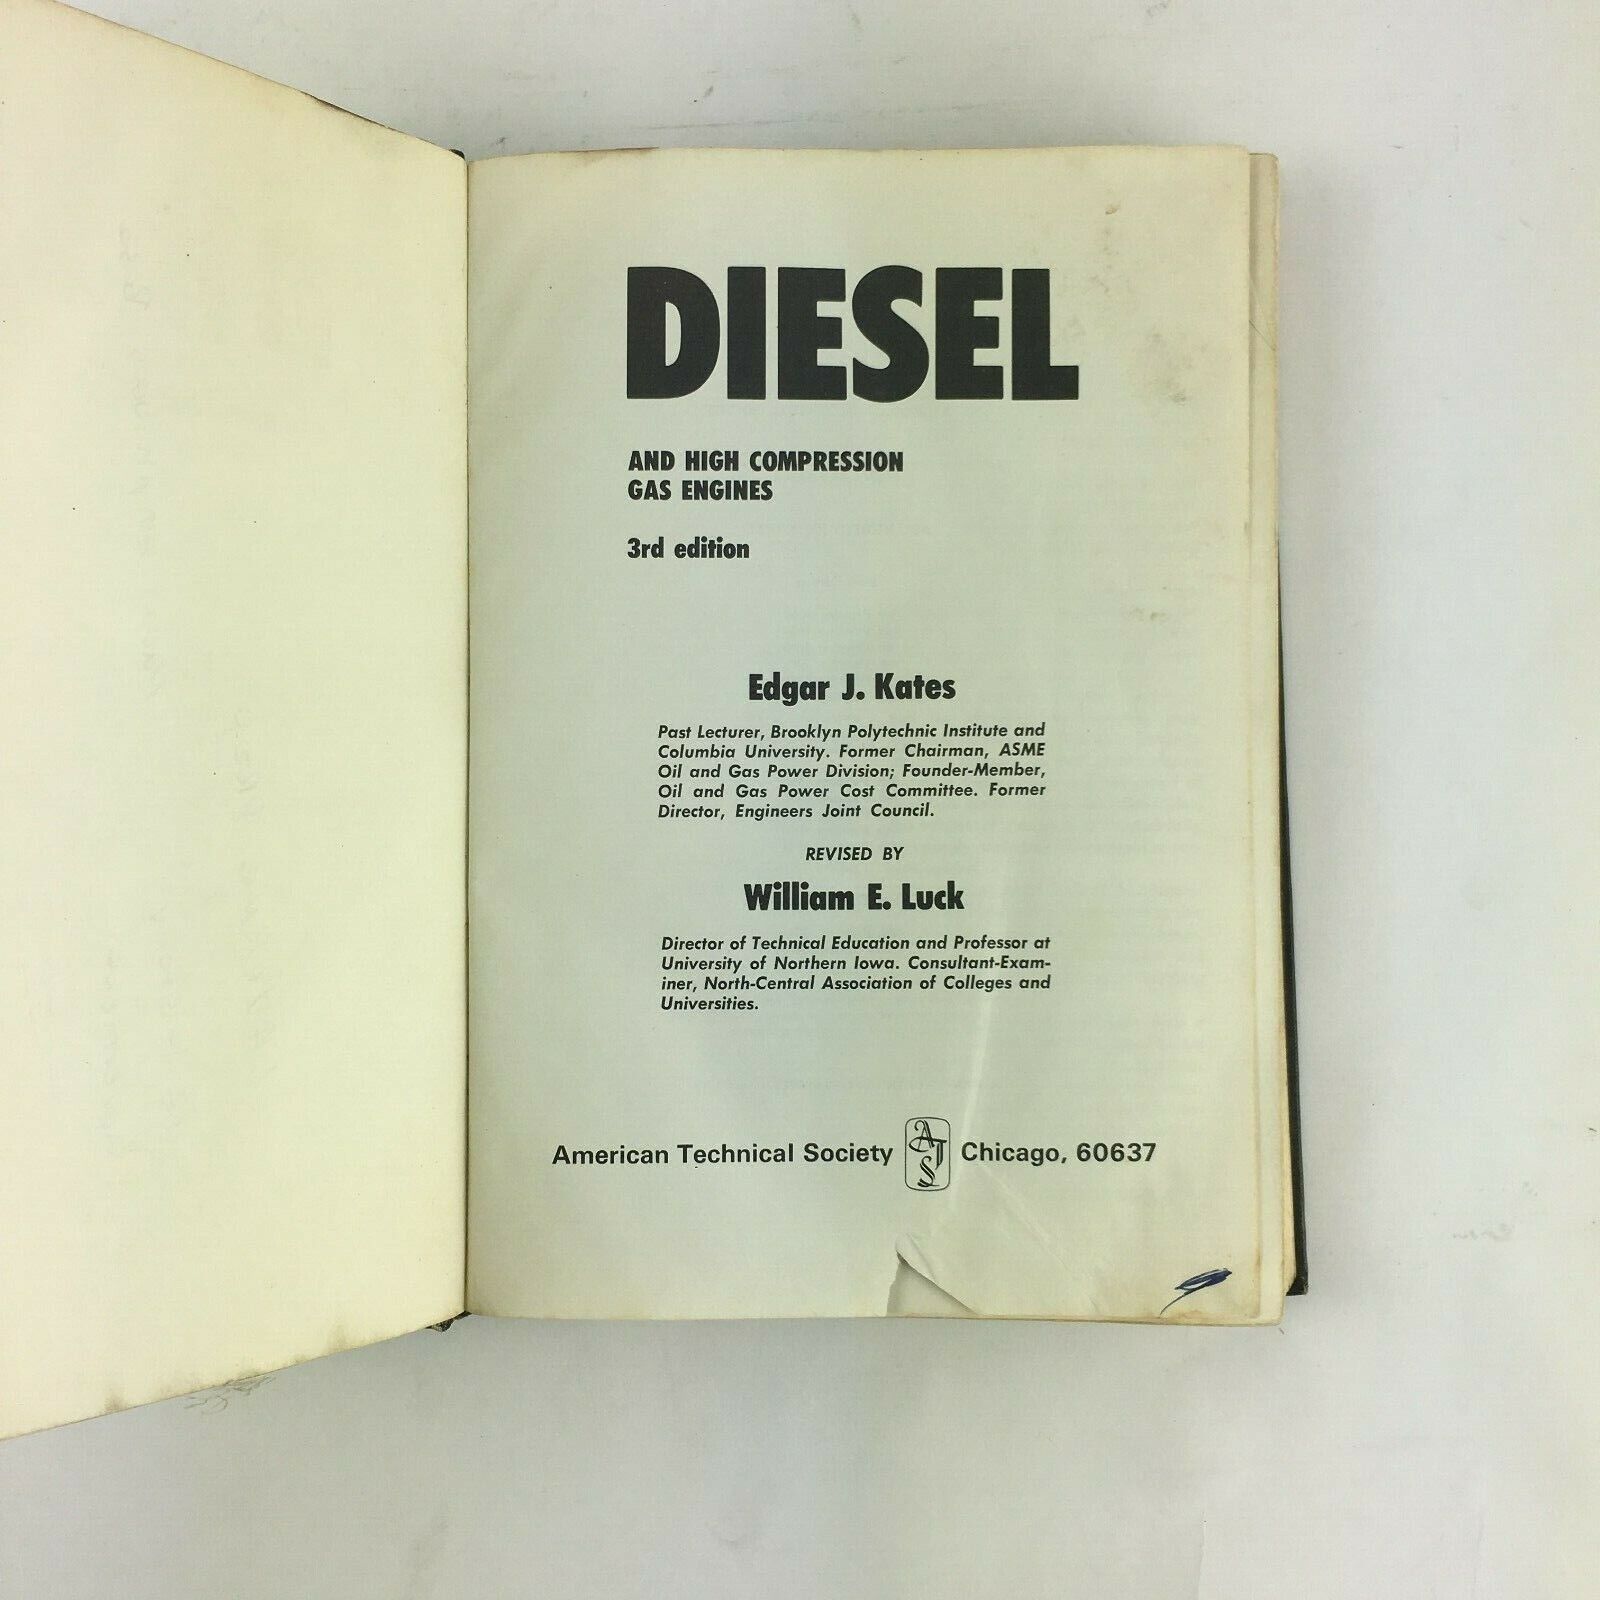 DIESEL
AND HIGH COMPRESSION
GAS ENGINES
3rd edition
Edgar J. Kates
Past Lecturer, Brooklyn Polytechnic Institute and
Columbia University. Former Chairman, ASME
Oil and Gas Power Division; Founder-Member,
Oil and Gas Power Cost Committee. Former
Director, Engineers Joint Council.
REVISED BY
William E. Luck
Director of Technical Education and Professor at
University of Northern Iowa. Consultant-Exam-
iner, North-Central Association of Colleges and
Universities.
American Technical Society ATS Chicago, 60637